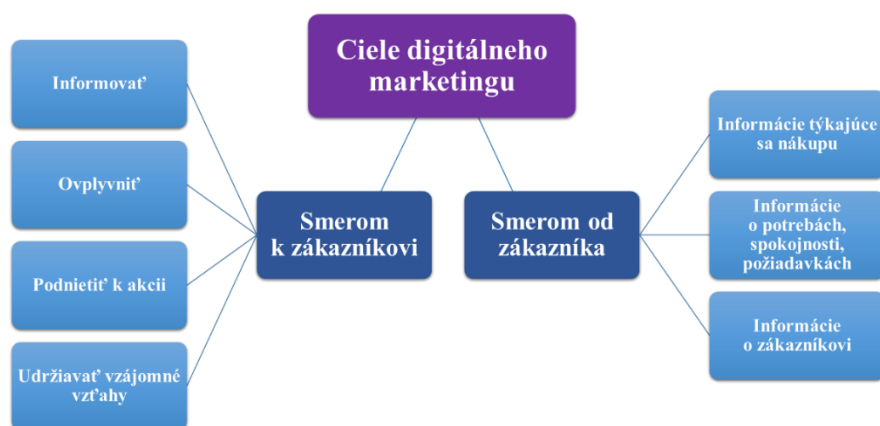 Ciele digitálneho
marketingu
Smerom
k zákazníkovi
Informovať
Ovplyvniť
Podnietiť k akcii
Udržiavať vzájomné
vzťahy
Smerom od
zákazníka
Informácie týkajúce
sa nákupu
Informácie
o potrebách,
spokojnosti,
požiadavkách
Informácie
o zákazníkovi